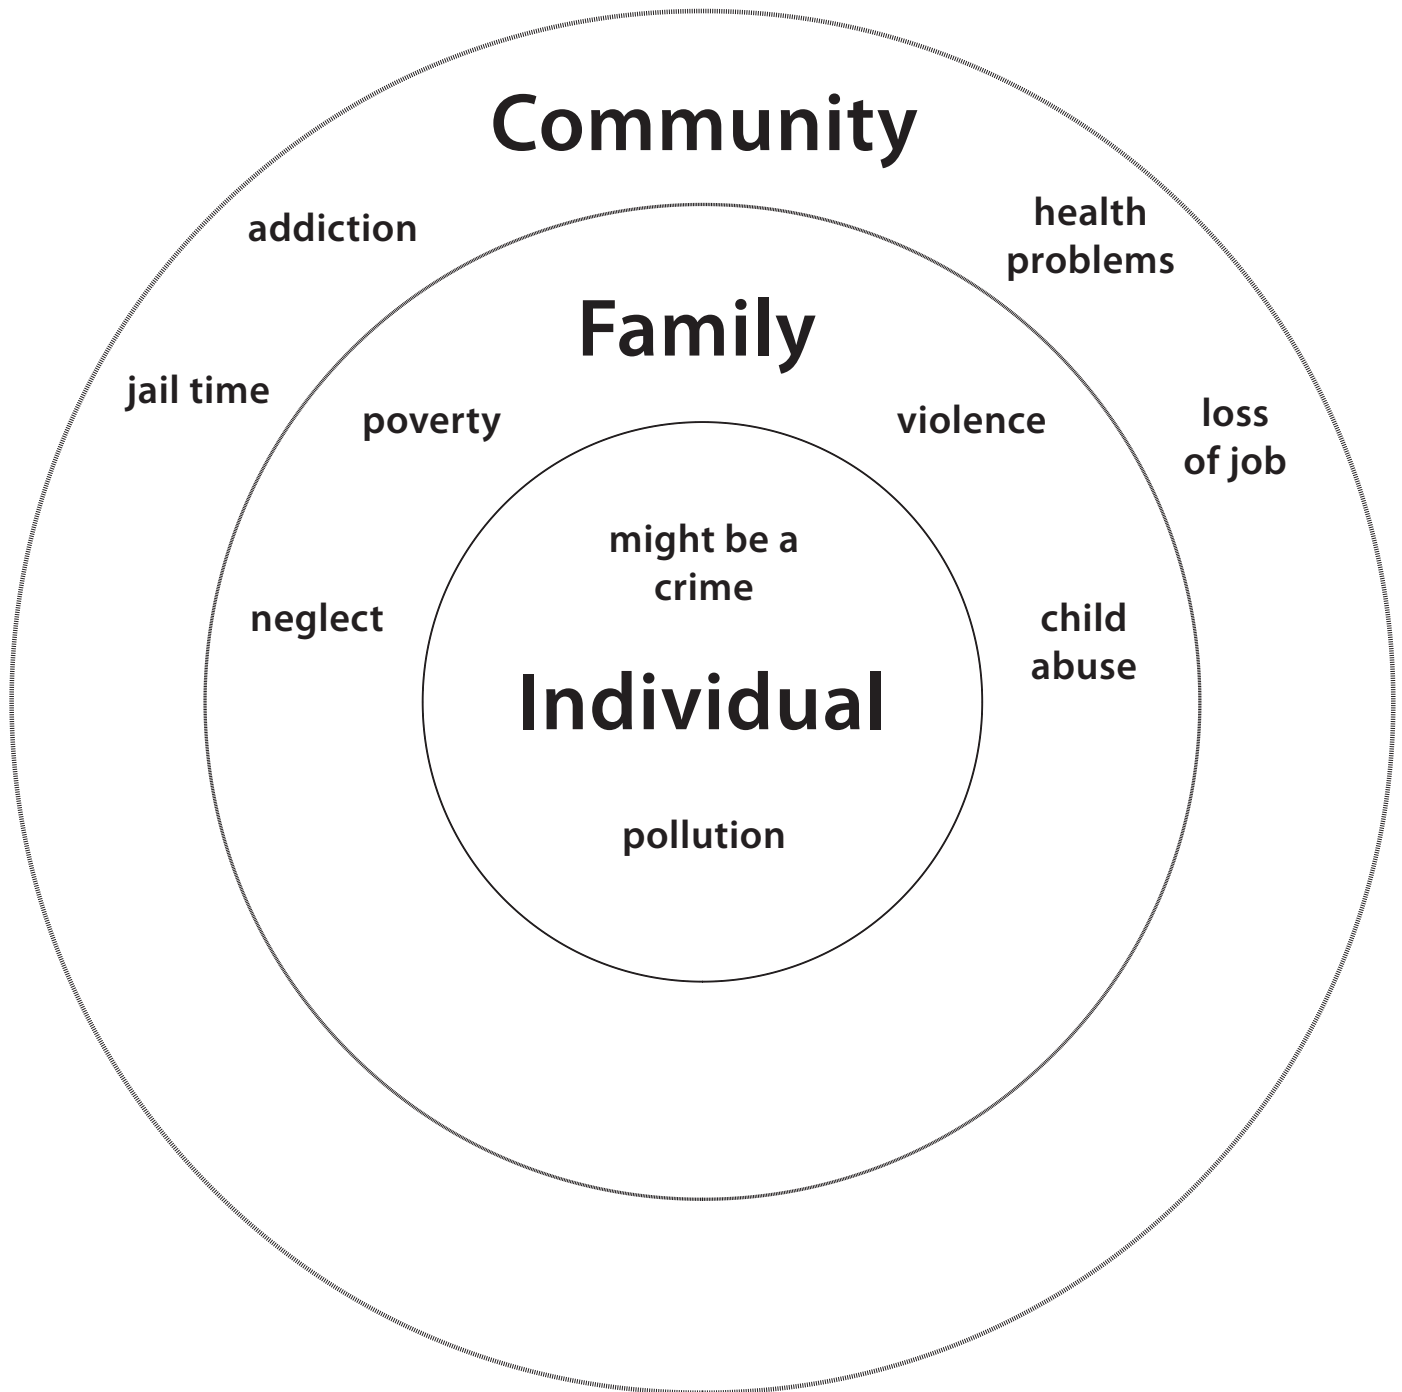 Community
addiction
health
problems
Family
jail time
poverty
violence
loss
of job
might be a
crime
neglect
child
abuse
Individual
pollution